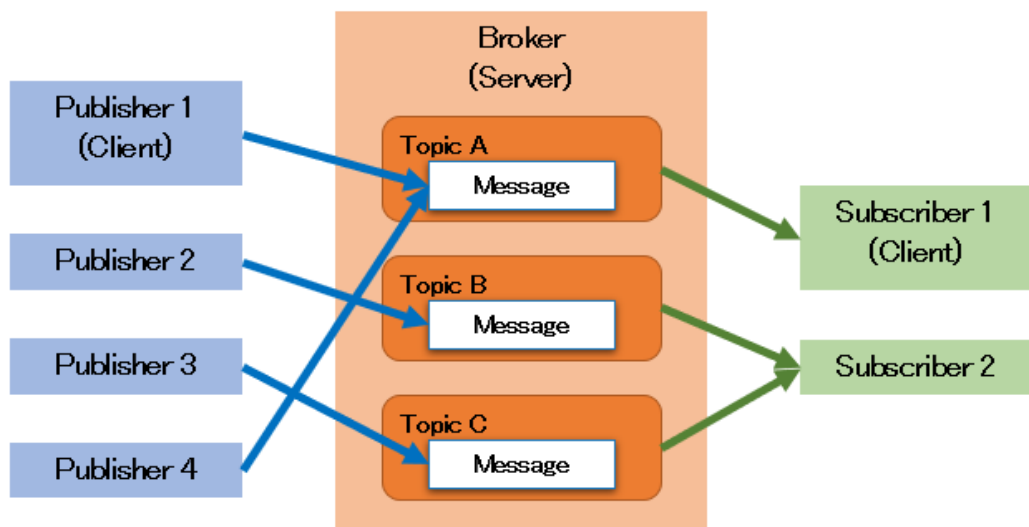 Broker
(Server)
Publisher 1
(Client)
Topic A
Message
Subscriber 1
(Client)
Publisher 2
Topic B
Message
Publisher 3
Subscriber 2
Topic C
Message
Publisher 4